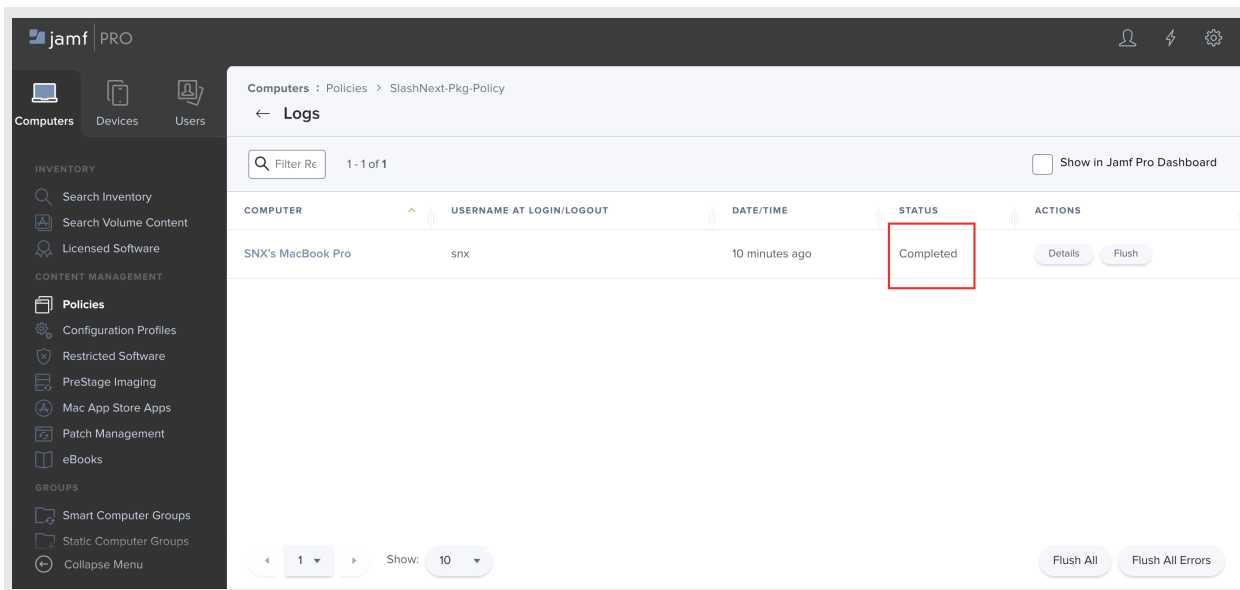 jamf PRO
Computers
Devices
Users
INVENTORY
Search Inventory
Search Volume Content
Licensed Software
CONTENT MANAGEMENT
Policies
Configuration Profiles
Restricted Software
PreStage Imaging
Mac App Store Apps
Patch Management
eBooks
GROUPS
Smart Computer Groups
Static Computer Groups
Collapse Menu
Computers : Policies > SlashNext-Pkg-Policy
← Logs
Filter Re 1 - 1 of 1 Show in Jamf Pro Dashboard
COMPUTER USERNAME AT LOGIN/LOGOUT DATE/TIME STATUS ACTIONS
SNX's MacBook Pro snx 10 minutes ago Completed Details Flush
1 Show: 10 Flush All Flush All Errors